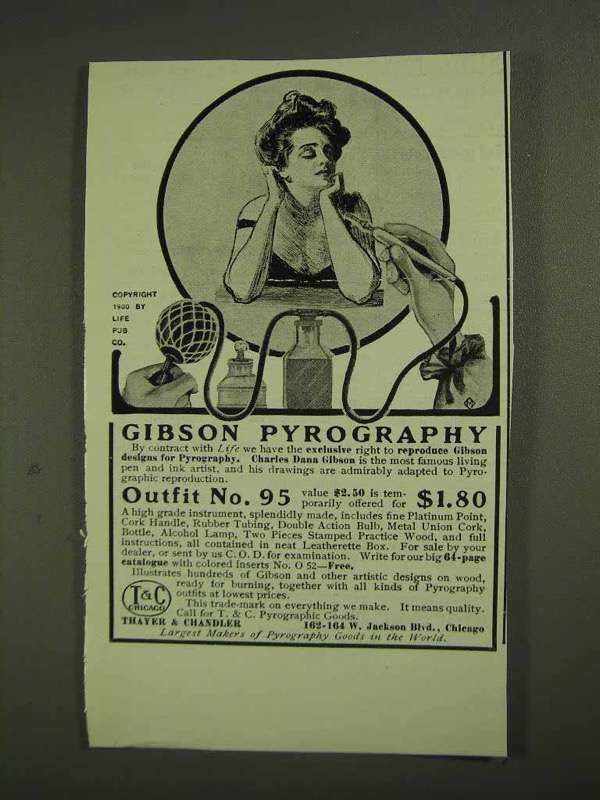 COPYRIGHT
1900 BY
LIFE
PUB
CO.
GIBSON PYROGRAPHY
By contract with Life we have the exclusive right to reproduce Gibson
designs for Pyrography. Charles Dana Gibson is the most famous living
pen and ink artist, and his drawings are admirably adapted to Pyro-
graphic reproduction.
Outfit No. 95 value $2.50 is tem-
porarily offered for $1.80
A high grade instrument, splendidly made, includes fine Platinum Point,
Cork Handle, Rubber Tubing, Double Action Bulb, Metal Union Cork,
Bottle, Alcohol Lamp, Two Pieces Stamped Practice Wood, and full
instructions, all contained in neat Leatherette Box. For sale by your
dealer, or sent by us C. O. D. for examination. Write for our big 64-page
catalogue with colored inserts No. O 52—Free.
Illustrates hundreds of Gibson and other artistic designs on wood,
ready for burning, together with all kinds of Pyrography
outfits at lowest prices.
T&C
CHICAGO
This trade-mark on everything we make. It means quality.
Call for T. & C. Pyrographic Goods.
THAYER & CHANDLER 162-164 W. Jackson Blvd., Chicago
Largest Makers of Pyrography Goods in the World.